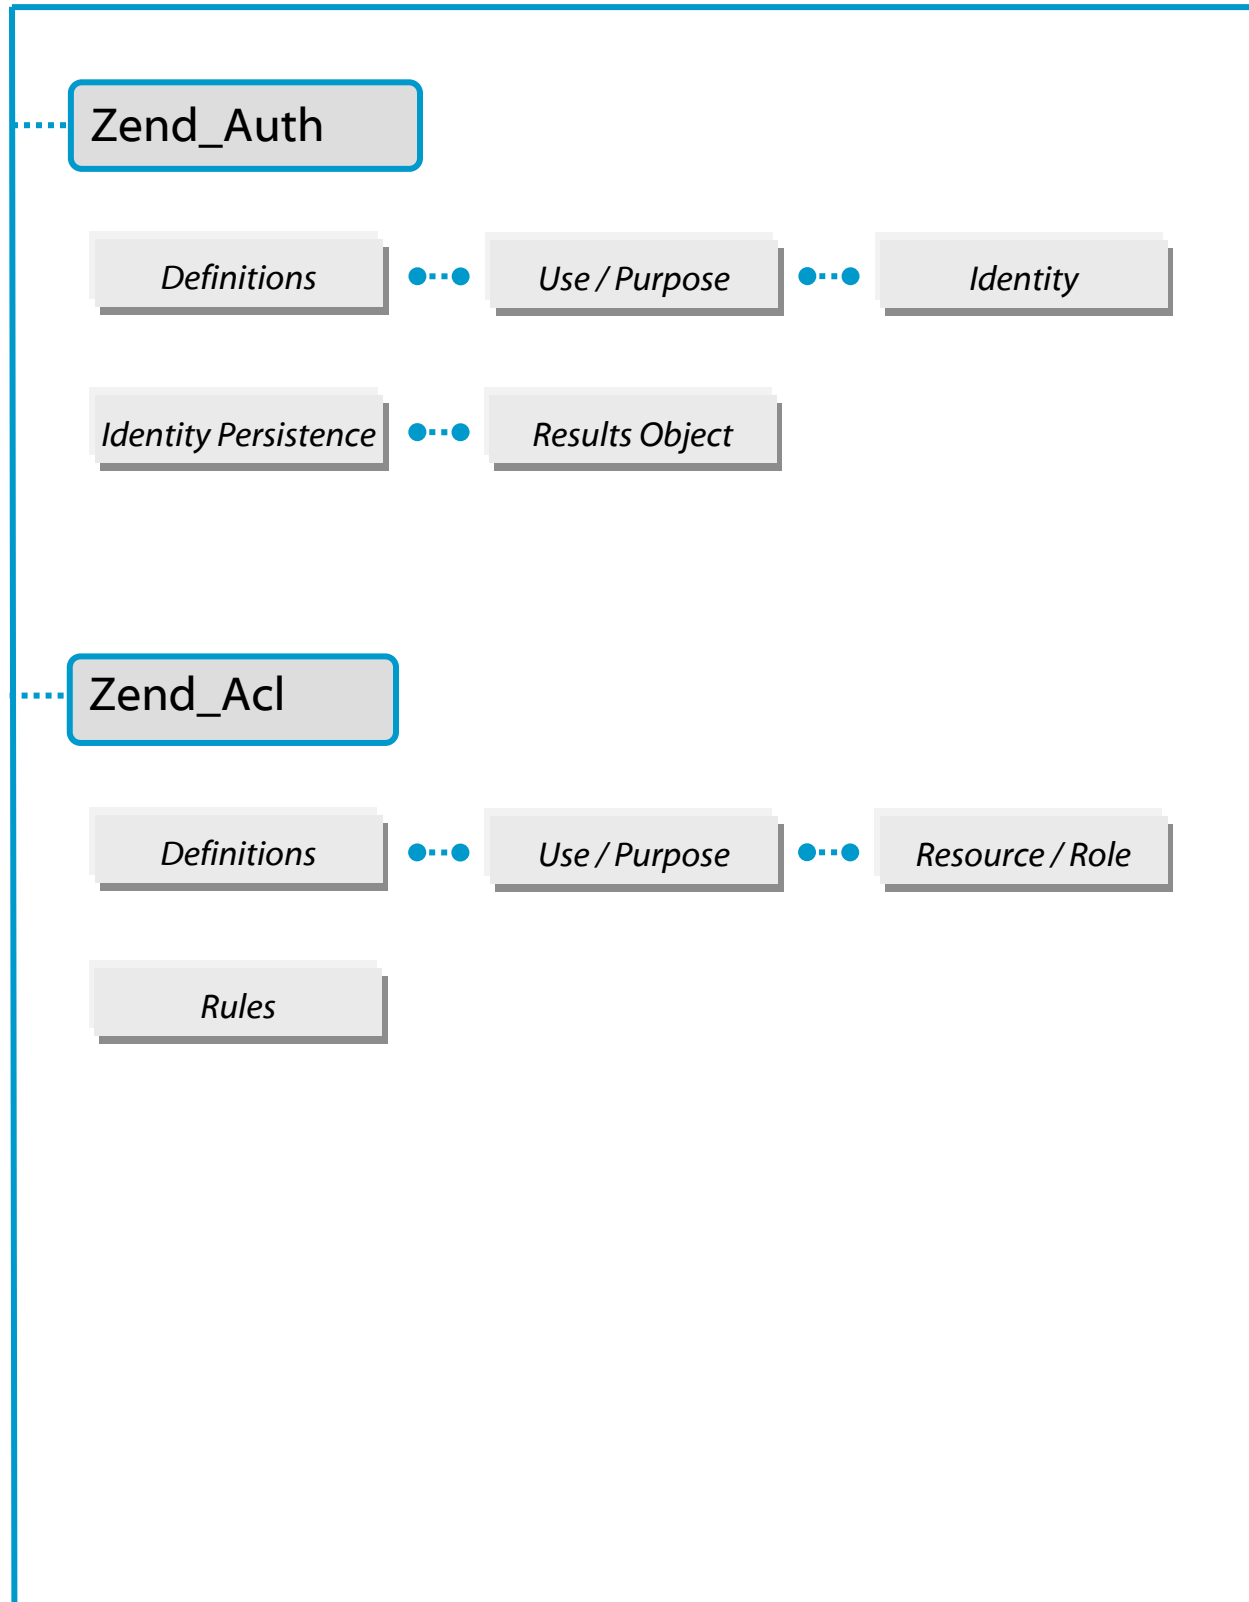 Zend_Auth
Definitions
Use / Purpose
Identity
Identity Persistence
Results Object
Zend_Acl
Definitions
Use / Purpose
Resource / Role
Rules